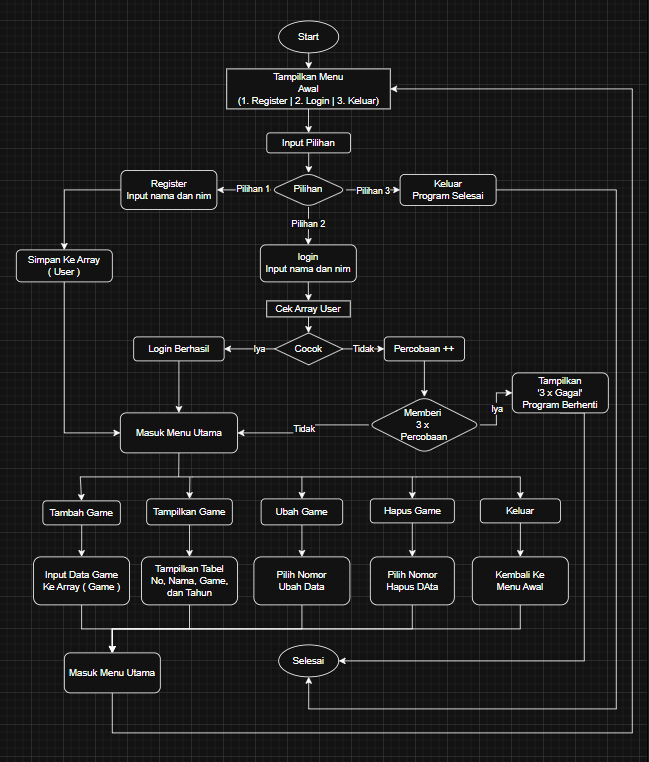 Start
Tampilkan Menu
Awal
(1. Register | 2. Login | 3. Keluar)
Input Pilihan
Register
Input nama dan nim
Pilihan 1
Pilihan
Pilihan 3
Keluar
Program Selesai
Pilihan 2
Simpan Ke Array
( User )
login
Input nama dan nim
Cek Array User
Login Berhasil
Iya
Cocok
Tidak
Percobaan ++
Tampilkan
'3 x Gagal'
Program Berhenti
Iya
Memberi
3 x
Percobaan
Tidak
Masuk Menu Utama
Tambah Game
Tampilkan Game
Ubah Game
Hapus Game
Keluar
Input Data Game
Ke Array ( Game )
Tampilkan Tabel
No, Nama, Game,
dan Tahun
Pilih Nomor
Ubah Data
Pilih Nomor
Hapus DAta
Kembali Ke
Menu Awal
Masuk Menu Utama
Selesai